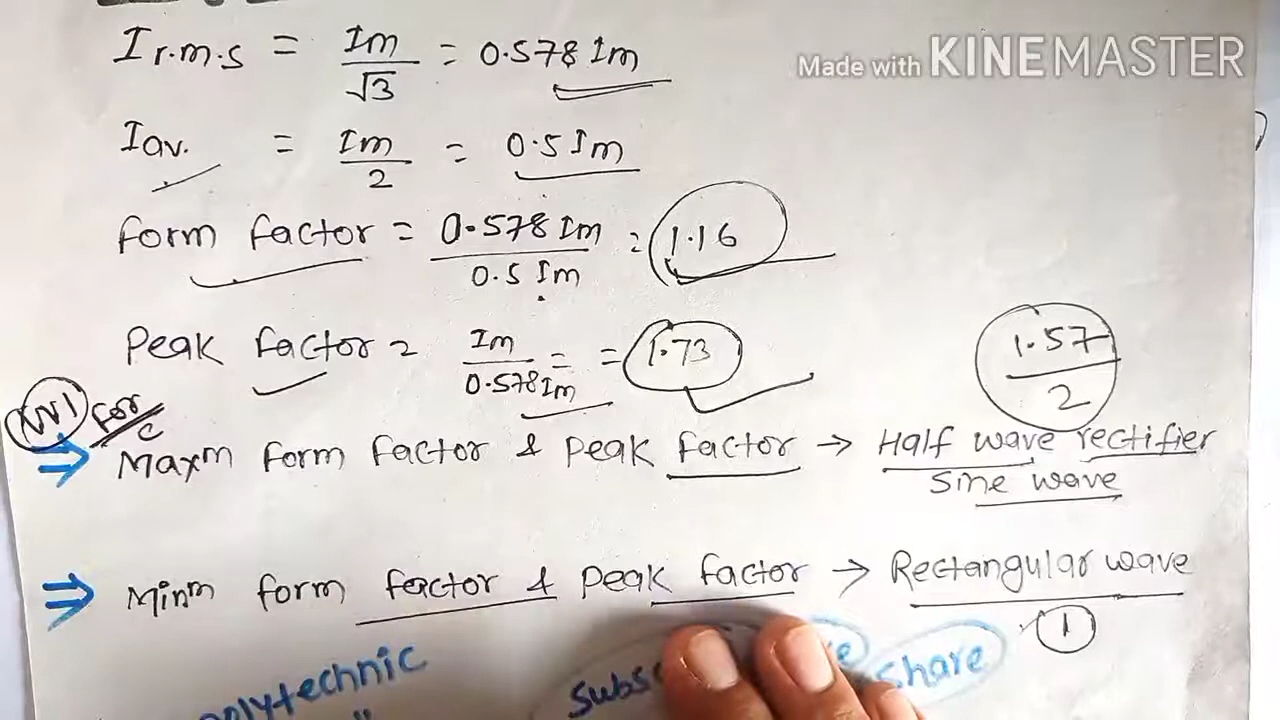 Made with KINEMASTER
Ir.m.s = Im/√3 = 0.578 Im
Iav. = Im/2 = 0.5 Im
form factor = 0.578 Im/0.5 Im = 1.16
Peak factor = Im/0.578 Im = = 1.73
1.57/2
for
Maxm form factor & Peak factor → Half wave rectifier
Sine wave
Minm form factor & Peak factor → Rectangular wave
1
polytechnic
share